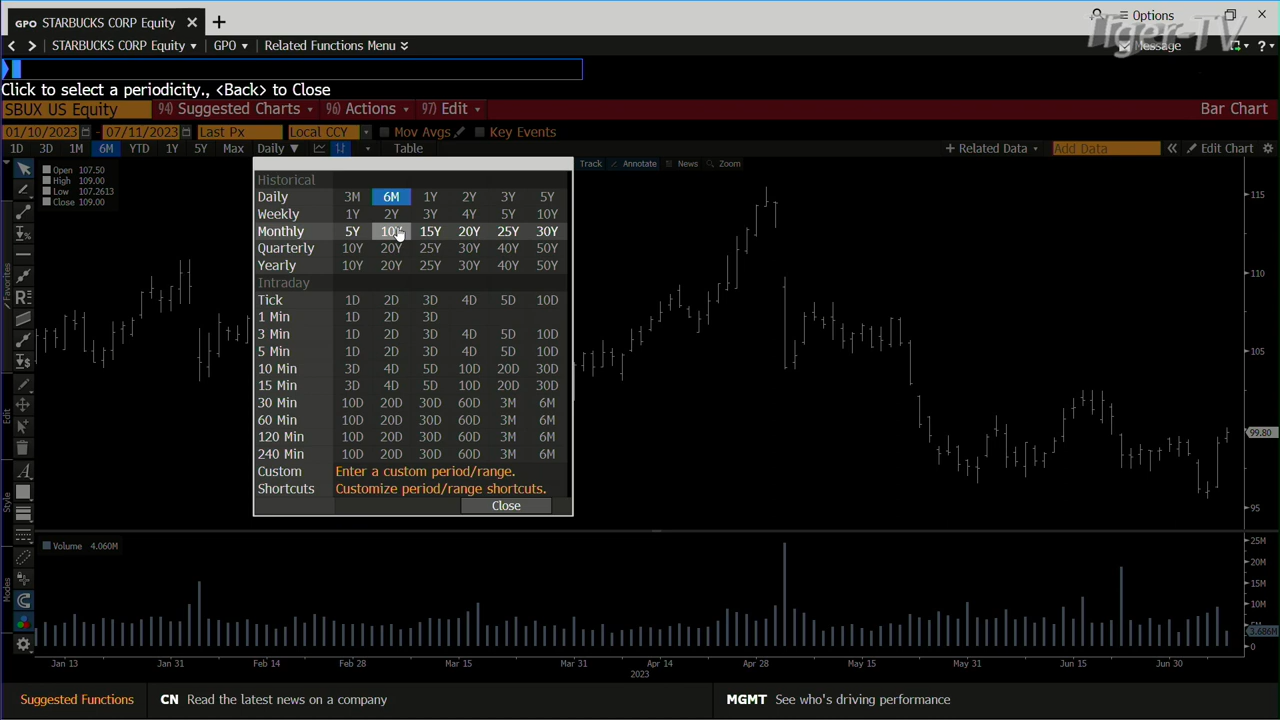 GPO STARBUCKS CORP Equity
Options
Tiger-TV
STARBUCKS CORP Equity GPO Related Functions Menu Message ?
Click to select a periodicity., <Back> to Close
SBUX US Equity 94) Suggested Charts 96) Actions 97) Edit Bar Chart
01/10/2023 - 07/11/2023 Last Px Local CCY Mov Avgs Key Events
1D 3D 1M 6M YTD 1Y 5Y Max Daily Table + Related Data Add Data Edit Chart
Track Annotate News Zoom
Open 107.50
High 109.00
Low 107.2613
Close 109.00
Historical
Daily 3M 6M 1Y 2Y 3Y 5Y
Weekly 1Y 2Y 3Y 4Y 5Y 10Y
Monthly 5Y 10Y 15Y 20Y 25Y 30Y
Quarterly 10Y 20Y 25Y 30Y 40Y 50Y
Yearly 10Y 20Y 25Y 30Y 40Y 50Y
Intraday
Tick 1D 2D 3D 4D 5D 10D
1 Min 1D 2D 3D
3 Min 1D 2D 3D 4D 5D 10D
5 Min 1D 2D 3D 4D 5D 10D
10 Min 3D 4D 5D 10D 20D 30D
15 Min 3D 4D 5D 10D 20D 30D
30 Min 10D 20D 30D 60D 3M 6M
60 Min 10D 20D 30D 60D 3M 6M
120 Min 10D 20D 30D 60D 3M 6M
240 Min 10D 20D 30D 60D 3M 6M
Custom Enter a custom period/range.
Shortcuts Customize period/range shortcuts.
Close
Favorites
Edit
Style
Modes
115
110
105
99.80
95
Volume 4.060M
25M
20M
15M
10M
5M
3.686M
0
Jan 13 Jan 31 Feb 14 Feb 28 Mar 15 Mar 31 Apr 14 Apr 28 May 15 May 31 Jun 15 Jun 30
2023
Suggested Functions CN Read the latest news on a company MGMT See who's driving performance